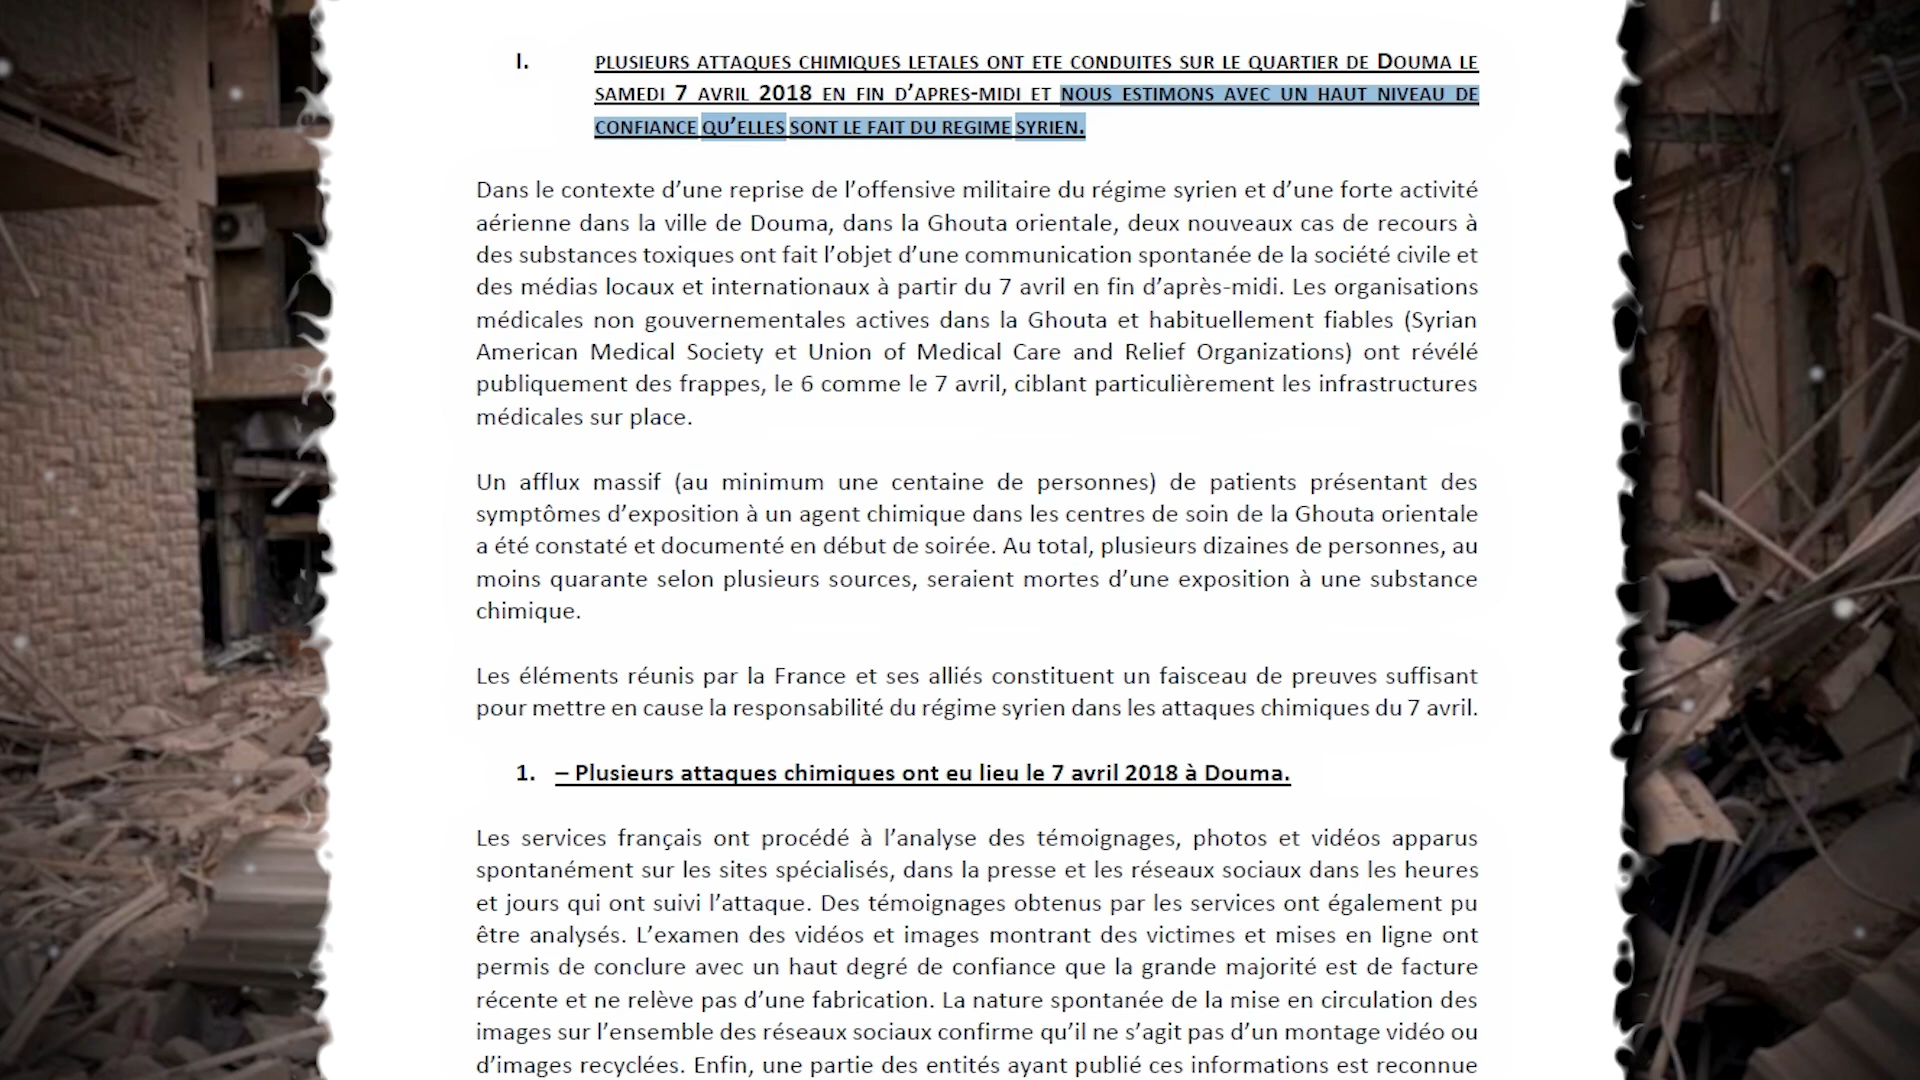 I. PLUSIEURS ATTAQUES CHIMIQUES LETALES ONT ETE CONDUITES SUR LE QUARTIER DE DOUMA LE
SAMEDI 7 AVRIL 2018 EN FIN D’APRES-MIDI ET NOUS ESTIMONS AVEC UN HAUT NIVEAU DE
CONFIANCE QU’ELLES SONT LE FAIT DU REGIME SYRIEN.
Dans le contexte d’une reprise de l’offensive militaire du régime syrien et d’une forte activité
aérienne dans la ville de Douma, dans la Ghouta orientale, deux nouveaux cas de recours à
des substances toxiques ont fait l’objet d’une communication spontanée de la société civile et
des médias locaux et internationaux à partir du 7 avril en fin d’après-midi. Les organisations
médicales non gouvernementales actives dans la Ghouta et habituellement fiables (Syrian
American Medical Society et Union of Medical Care and Relief Organizations) ont révélé
publiquement des frappes, le 6 comme le 7 avril, ciblant particulièrement les infrastructures
médicales sur place.
Un afflux massif (au minimum une centaine de personnes) de patients présentant des
symptômes d’exposition à un agent chimique dans les centres de soin de la Ghouta orientale
a été constaté et documenté en début de soirée. Au total, plusieurs dizaines de personnes, au
moins quarante selon plusieurs sources, seraient mortes d’une exposition à une substance
chimique.
Les éléments réunis par la France et ses alliés constituent un faisceau de preuves suffisant
pour mettre en cause la responsabilité du régime syrien dans les attaques chimiques du 7 avril.
1. – Plusieurs attaques chimiques ont eu lieu le 7 avril 2018 à Douma.
Les services français ont procédé à l’analyse des témoignages, photos et vidéos apparus
spontanément sur les sites spécialisés, dans la presse et les réseaux sociaux dans les heures
et jours qui ont suivi l’attaque. Des témoignages obtenus par les services ont également pu
être analysés. L’examen des vidéos et images montrant des victimes et mises en ligne ont
permis de conclure avec un haut degré de confiance que la grande majorité est de facture
récente et ne relève pas d’une fabrication. La nature spontanée de la mise en circulation des
images sur l’ensemble des réseaux sociaux confirme qu’il ne s’agit pas d’un montage vidéo ou
d’images recyclées. Enfin, une partie des entités ayant publié ces informations est reconnue